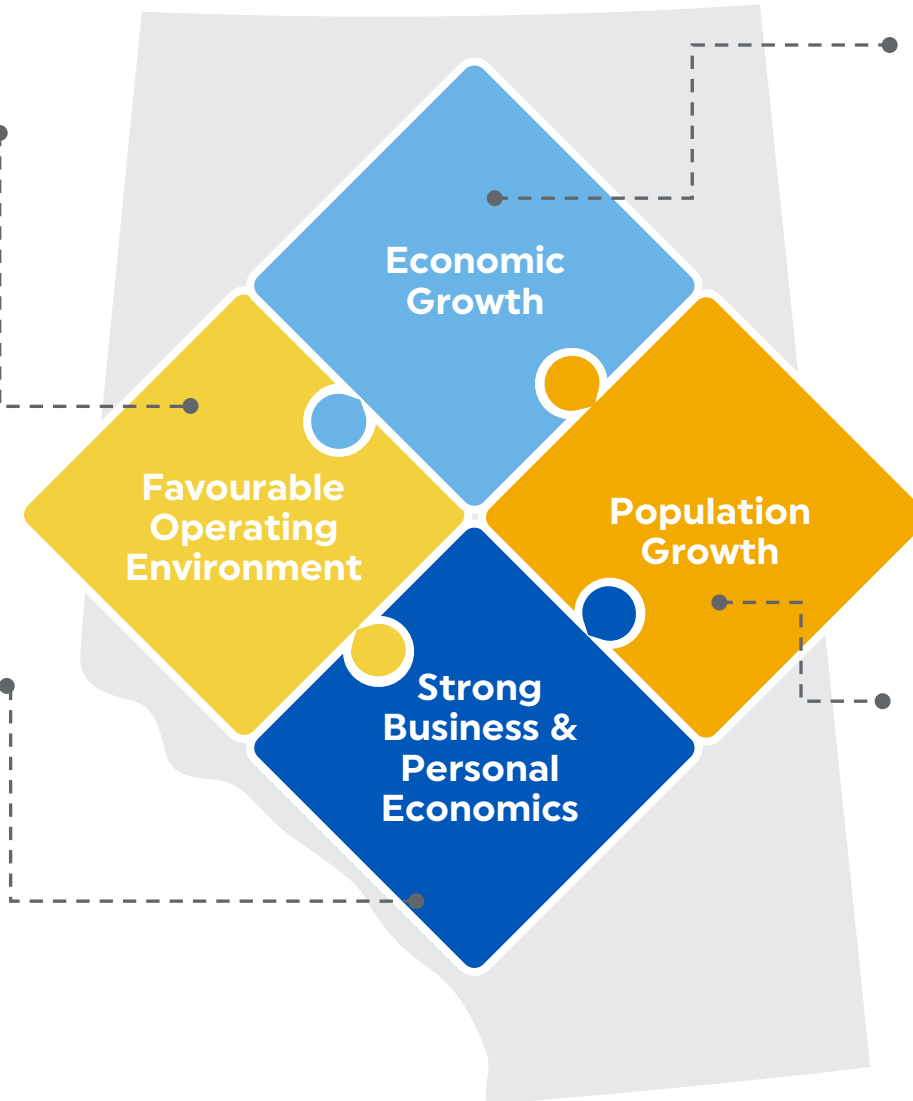 Economic
Growth
Favourable
Operating
Environment
Population
Growth
Strong
Business &
Personal
Economics